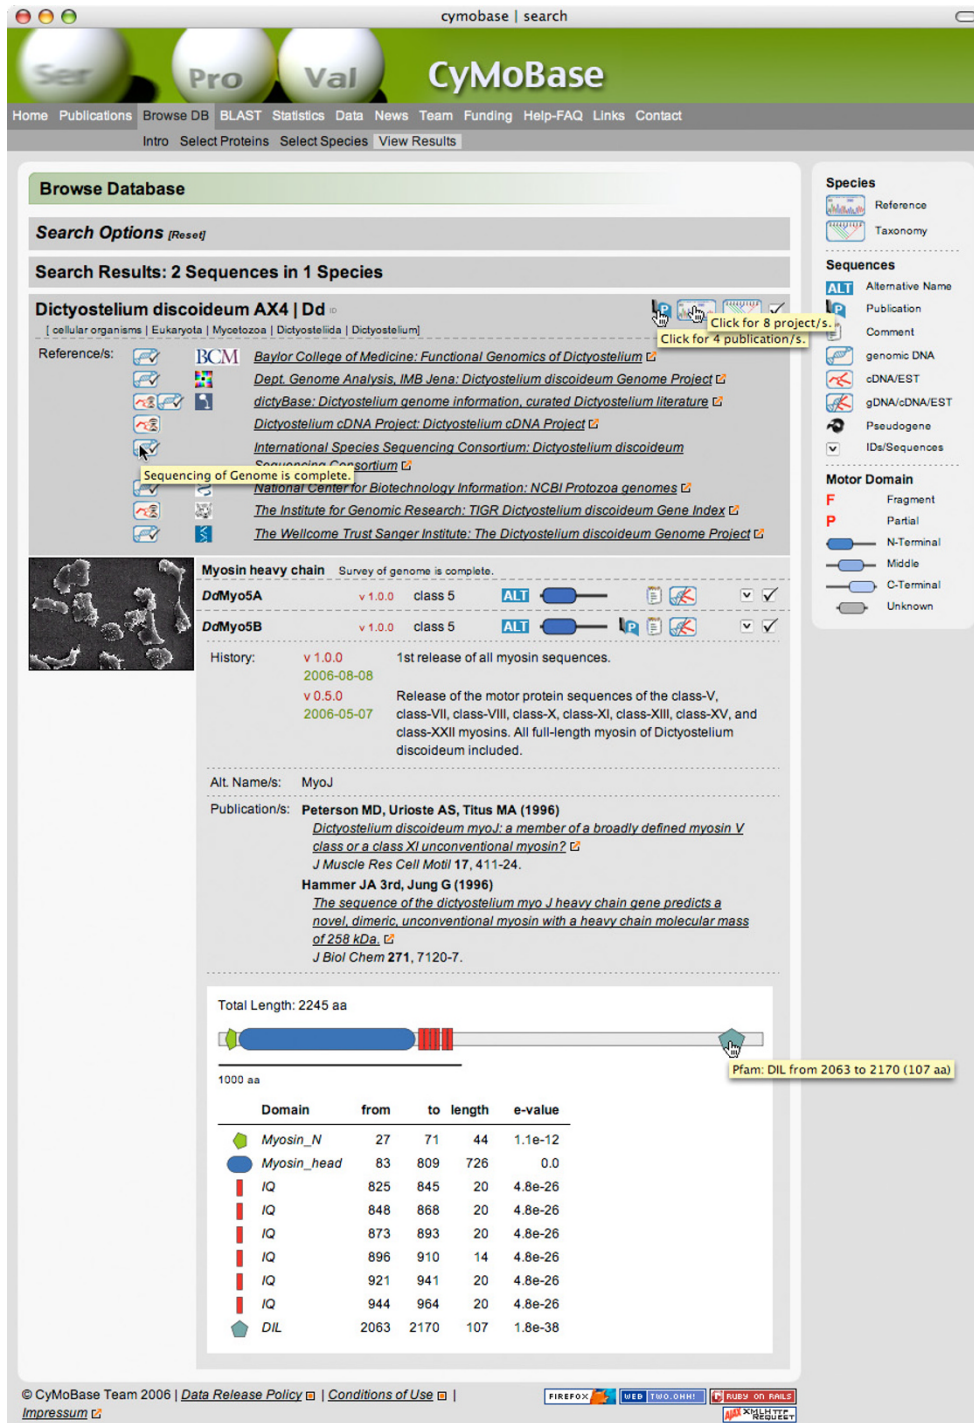 cymobase | search
Ser Pro Val CyMoBase
Home Publications Browse DB BLAST Statistics Data News Team Funding Help-FAQ Links Contact
Intro Select Proteins Select Species View Results
Browse Database
Search Options [Reset]
Search Results: 2 Sequences in 1 Species
Dictyostelium discoideum AX4 | Dd
Click for 8 project/s.
[ cellular organisms | Eukaryota | Mycetozoa | Dictyosteliida | Dictyostelium]
Click for 4 publication/s.
Reference/s: BCM Baylor College of Medicine: Functional Genomics of Dictyostelium
Dept. Genome Analysis, IMB Jena: Dictyostelium discoideum Genome Project
dictyBase: Dictyostelium genome information, curated Dictyostelium literature
Dictyostelium cDNA Project: Dictyostelium cDNA Project
International Species Sequencing Consortium: Dictyostelium discoideum
Sequencing Consortium
Sequencing of Genome is complete.
National Center for Biotechnology Information: NCBI Protozoa genomes
The Institute for Genomic Research: TIGR Dictyostelium discoideum Gene Index
The Wellcome Trust Sanger Institute: The Dictyostelium discoideum Genome Project
Myosin heavy chain Survey of genome is complete.
DdMyo5A v 1.0.0 class 5 ALT
DdMyo5B v 1.0.0 class 5 ALT P
History: v 1.0.0 1st release of all myosin sequences.
2006-08-08
v 0.5.0 Release of the motor protein sequences of the class-V,
2006-05-07 class-VII, class-VIII, class-X, class-XI, class-XIII, class-XV, and
class-XXII myosins. All full-length myosin of Dictyostelium
discoideum included.
Alt. Name/s: MyoJ
Publication/s: Peterson MD, Urioste AS, Titus MA (1996)
Dictyostelium discoideum myoJ: a member of a broadly defined myosin V
class or a class XI unconventional myosin?
J Muscle Res Cell Motil 17, 411-24.
Hammer JA 3rd, Jung G (1996)
The sequence of the dictyostelium myo J heavy chain gene predicts a
novel, dimeric, unconventional myosin with a heavy chain molecular mass
of 258 kDa.
J Biol Chem 271, 7120-7.
Total Length: 2245 aa
Pfam: DIL from 2063 to 2170 (107 aa)
1000 aa
Domain from to length e-value
Myosin_N 27 71 44 1.1e-12
Myosin_head 83 809 726 0.0
IQ 825 845 20 4.8e-26
IQ 848 868 20 4.8e-26
IQ 873 893 20 4.8e-26
IQ 896 910 14 4.8e-26
IQ 921 941 20 4.8e-26
IQ 944 964 20 4.8e-26
DIL 2063 2170 107 1.8e-38
Species
Reference
Taxonomy
Sequences
ALT Alternative Name
P Publication
Comment
genomic DNA
cDNA/EST
gDNA/cDNA/EST
Pseudogene
IDs/Sequences
Motor Domain
F Fragment
P Partial
N-Terminal
Middle
C-Terminal
Unknown
© CyMoBase Team 2006 | Data Release Policy | Conditions of Use |
Impressum
FIREFOX WEB TWO.OHH! RUBY ON RAILS
AJAX XMLHTTP REQUEST